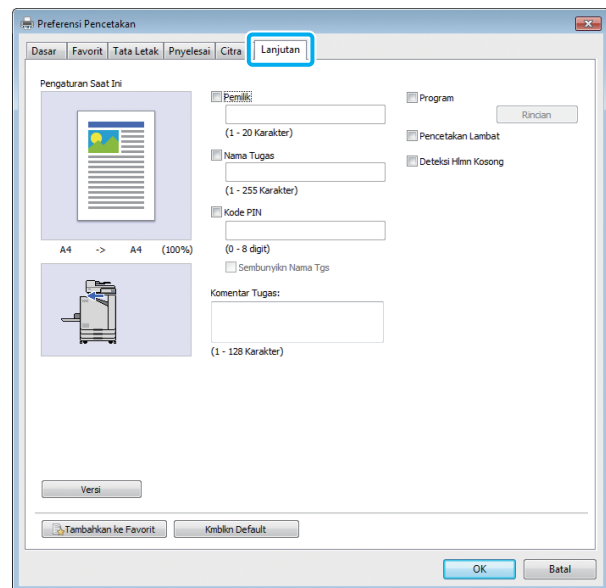 Preferensi Pencetakan
Dasar Favorit Tata Letak Pnyelesai Citra Lanjutan
Pengaturan Saat Ini
A4 -> A4 (100%)
Pemilik
(1 - 20 Karakter)
Nama Tugas
(1 - 255 Karakter)
Kode PIN
(0 - 8 digit)
Sembunyikn Nama Tgs
Komentar Tugas:
(1 - 128 Karakter)
Program
Rincian
Pencetakan Lambat
Deteksi Hlmn Kosong
Versi
Tambahkan ke Favorit Kmblkn Default
OK Batal